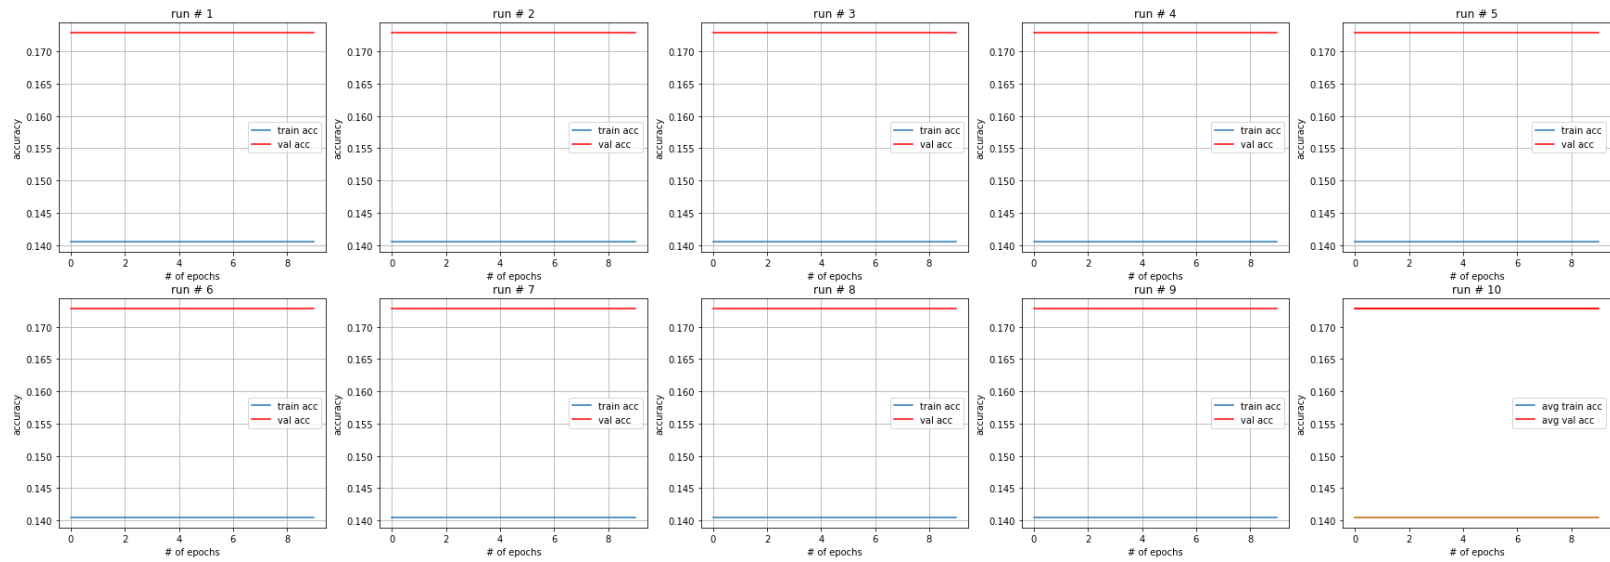 run # 1
0.170
0.165
0.160
0.155
0.150
0.145
0.140
accuracy
train acc
val acc
0 2 4 6 8
# of epochs
run # 2
0.170
0.165
0.160
0.155
0.150
0.145
0.140
accuracy
train acc
val acc
0 2 4 6 8
# of epochs
run # 3
0.170
0.165
0.160
0.155
0.150
0.145
0.140
accuracy
train acc
val acc
0 2 4 6 8
# of epochs
run # 4
0.170
0.165
0.160
0.155
0.150
0.145
0.140
accuracy
train acc
val acc
0 2 4 6 8
# of epochs
run # 5
0.170
0.165
0.160
0.155
0.150
0.145
0.140
accuracy
train acc
val acc
0 2 4 6 8
# of epochs
run # 6
0.170
0.165
0.160
0.155
0.150
0.145
0.140
accuracy
train acc
val acc
0 2 4 6 8
# of epochs
run # 7
0.170
0.165
0.160
0.155
0.150
0.145
0.140
accuracy
train acc
val acc
0 2 4 6 8
# of epochs
run # 8
0.170
0.165
0.160
0.155
0.150
0.145
0.140
accuracy
train acc
val acc
0 2 4 6 8
# of epochs
run # 9
0.170
0.165
0.160
0.155
0.150
0.145
0.140
accuracy
train acc
val acc
0 2 4 6 8
# of epochs
run # 10
0.170
0.165
0.160
0.155
0.150
0.145
0.140
accuracy
avg train acc
avg val acc
0 2 4 6 8
# of epochs